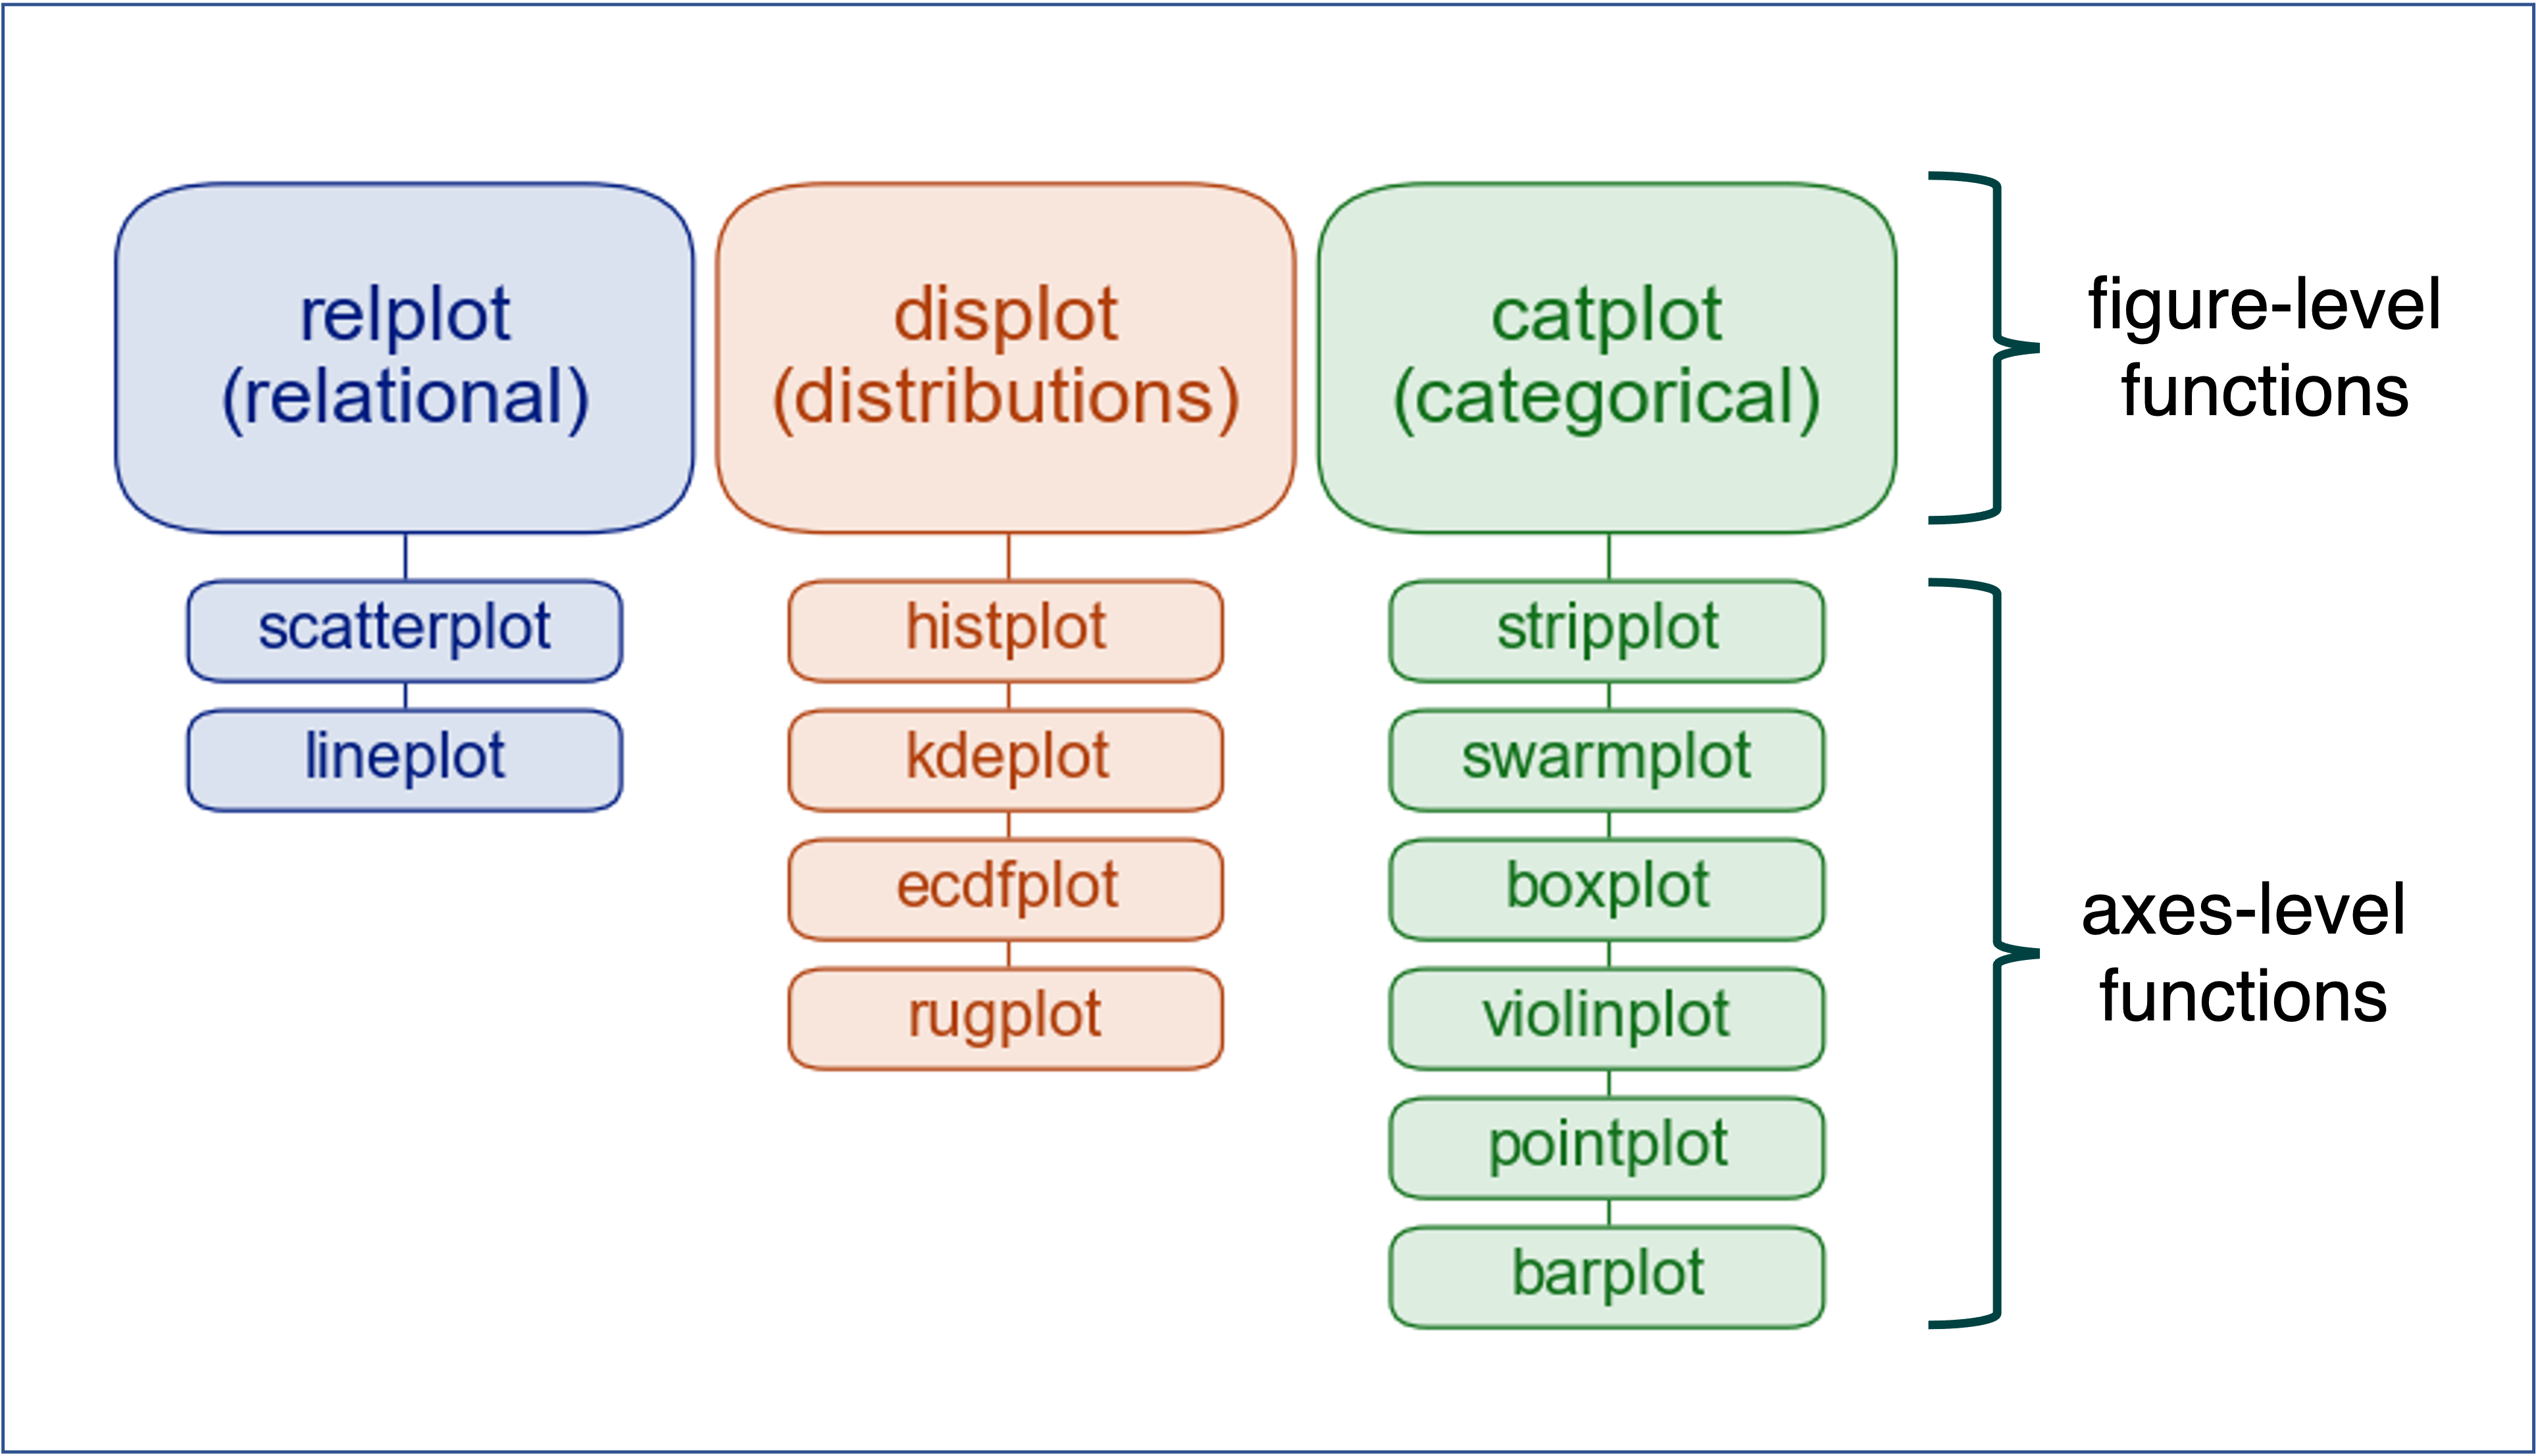 relplot
(relational)
displot
(distributions)
catplot
(categorical)
figure-level
functions
scatterplot
lineplot
histplot
kdeplot
ecdfplot
rugplot
stripplot
swarmplot
boxplot
violinplot
pointplot
barplot
axes-level
functions